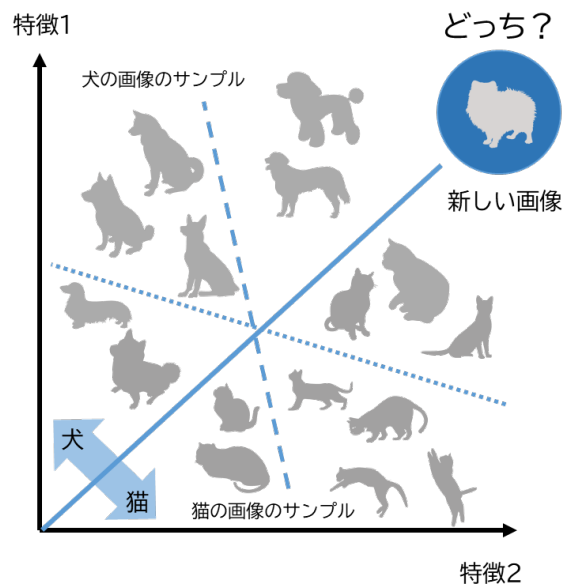 特徴1
どっち？
犬の画像のサンプル
新しい画像
犬
猫
猫の画像のサンプル
特徴2